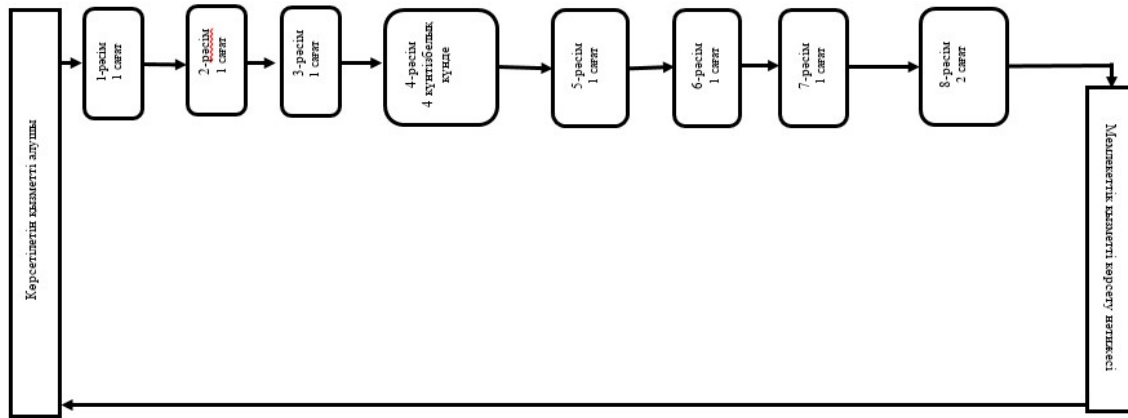 Көрсетілетін қызметті алушы
1-рәсім
1 сағат
2-рәсім
1 сағат
3-рәсім
1 сағат
4-рәсім
4 күнтізбелық
күнде
5-рәсім
1 сағат
6-рәсім
1 сағат
7-рәсім
1 сағат
8-рәсім
2 сағат
Мемлекеттік қызметті көрсету нәтижесі